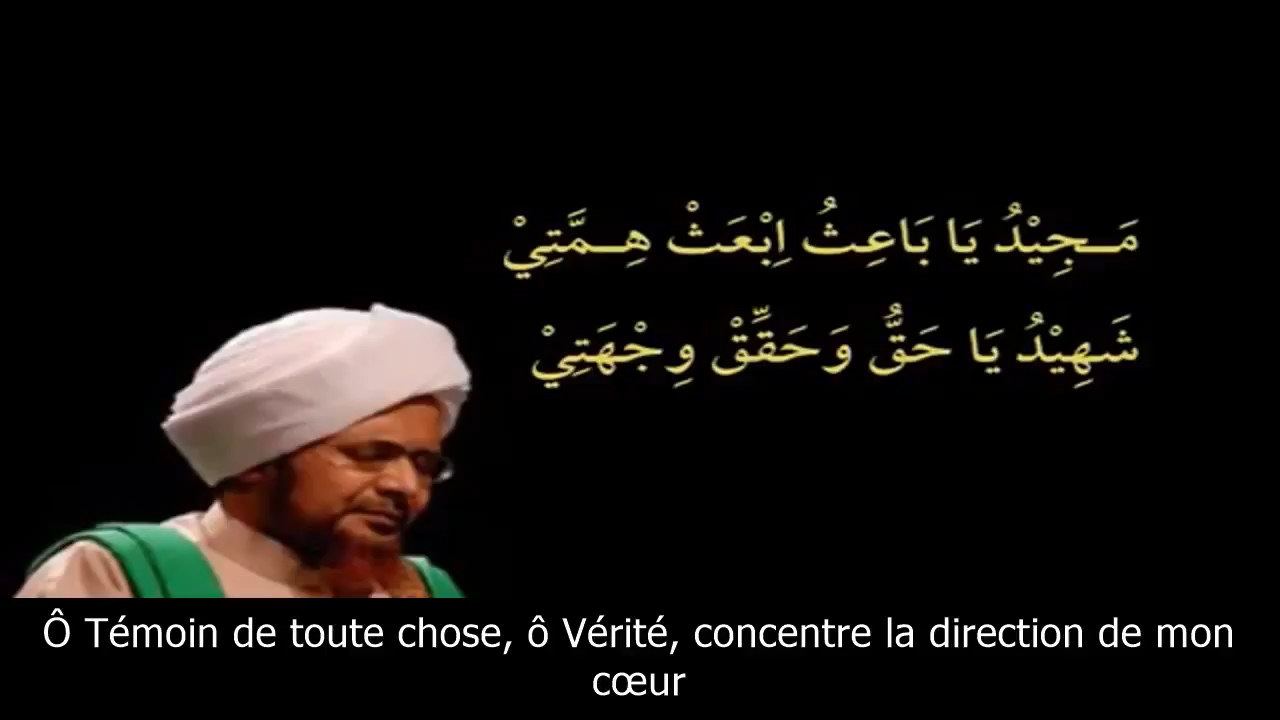 مَـجِيْدُ يَا بَاعِثُ اِبْعَثْ هِـمَّتِيْ
شَهِيْدُ يَا حَقُّ وَحَقِّقْ وِجْهَتِيْ
Ô Témoin de toute chose, ô Vérité, concentre la direction de mon
cœur